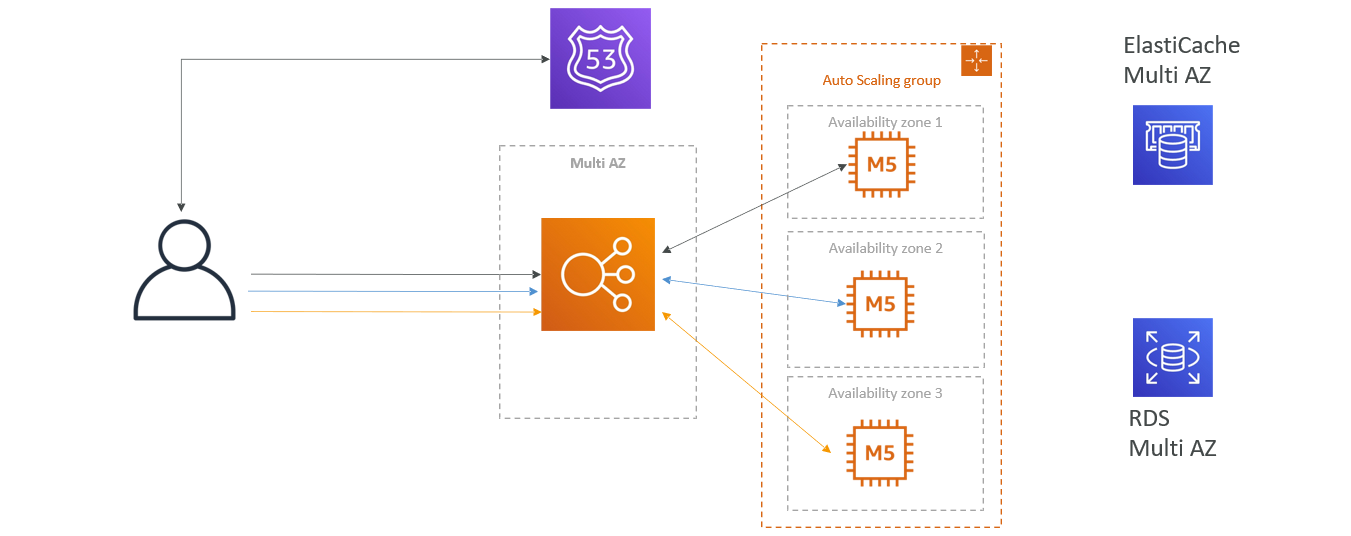 53
ElastiCache
Multi AZ
Auto Scaling group
Availability zone 1
M5
Multi AZ
Availability zone 2
M5
Availability zone 3
M5
RDS
Multi AZ